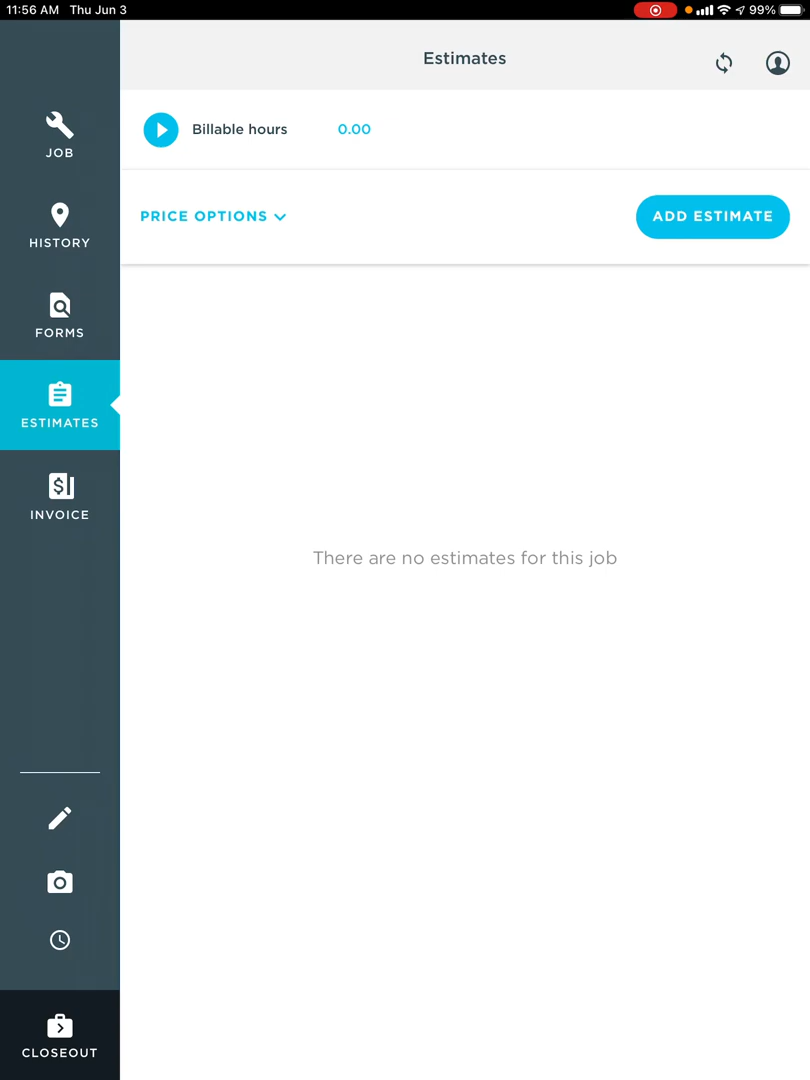 11:56 AM Thu Jun 3
99%
Estimates
Billable hours 0.00
PRICE OPTIONS
ADD ESTIMATE
JOB
HISTORY
FORMS
ESTIMATES
INVOICE
There are no estimates for this job
CLOSEOUT